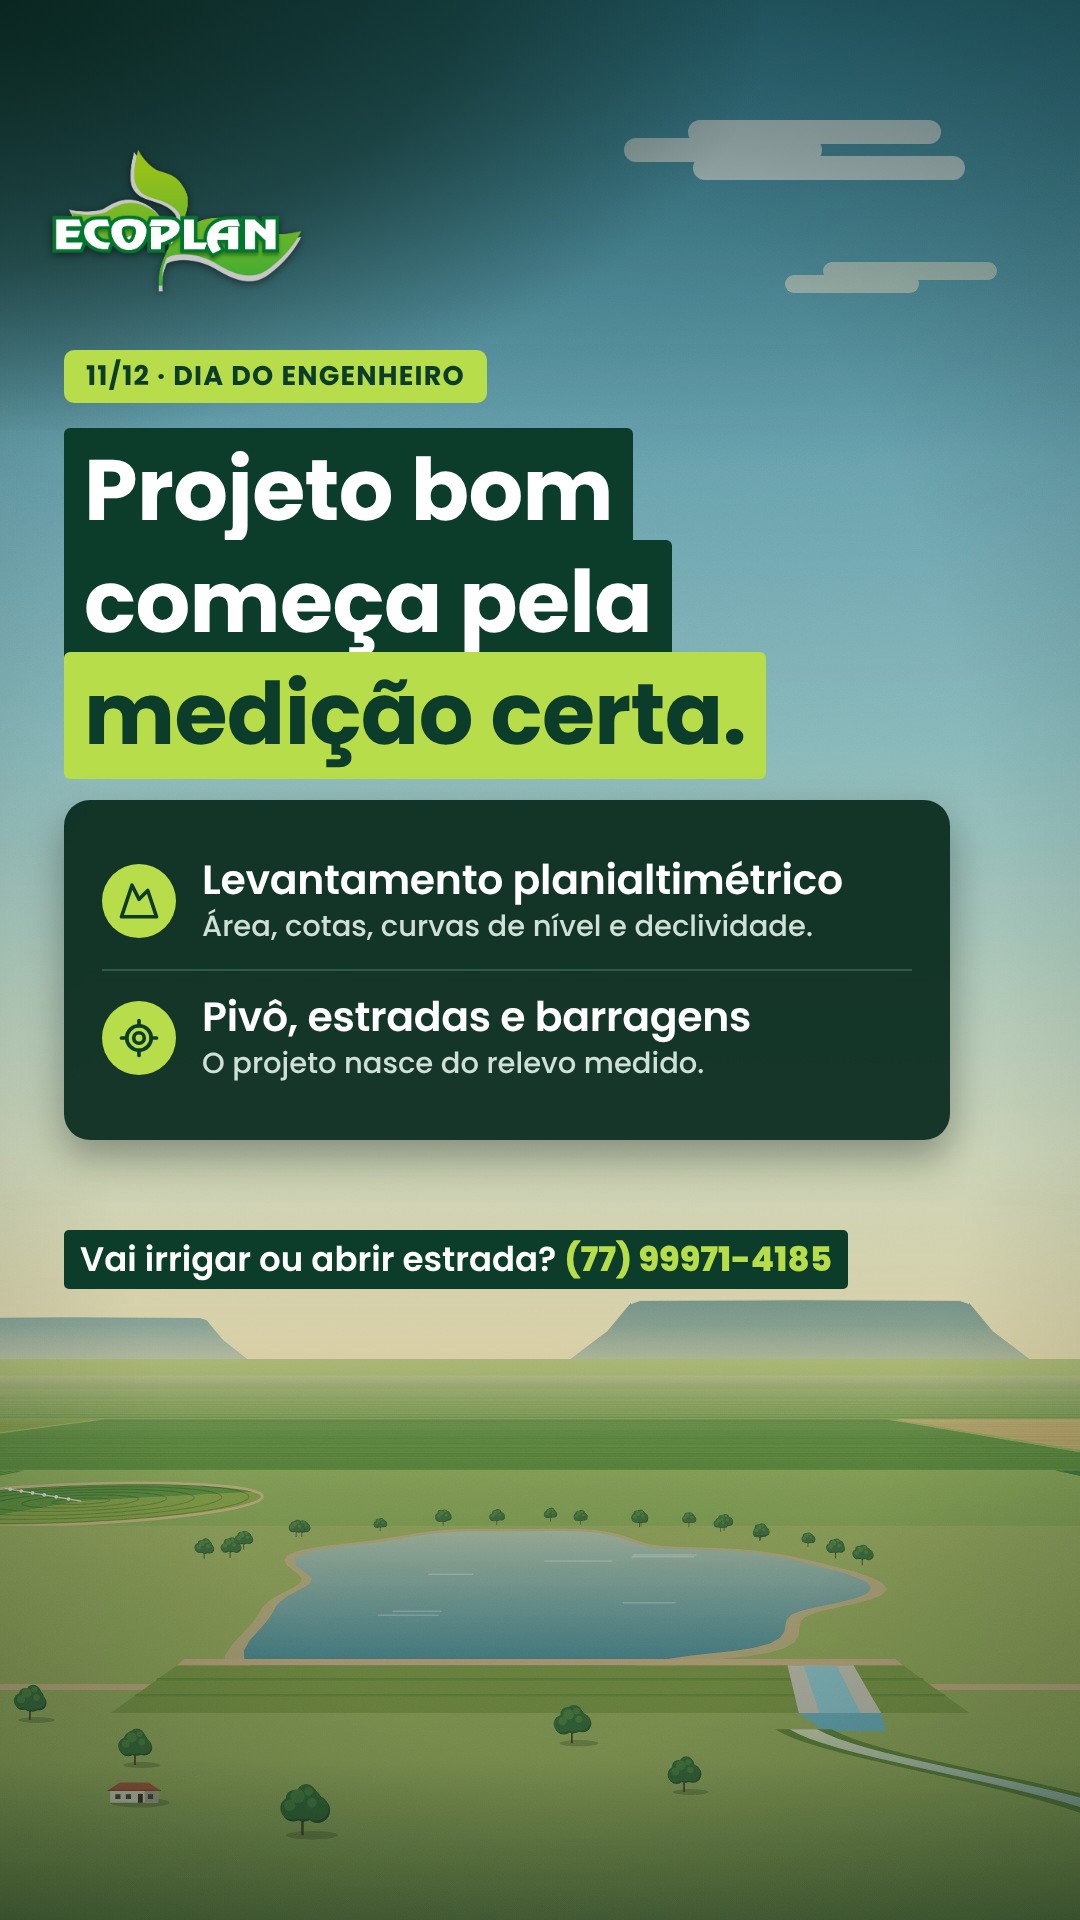 ECOPLAN
11/12 · DIA DO ENGENHEIRO
Projeto bom
começa pela
medição certa.
Levantamento planialtimétrico
Área, cotas, curvas de nível e declividade.
Pivô, estradas e barragens
O projeto nasce do relevo medido.
Vai irrigar ou abrir estrada? (77) 99971-4185